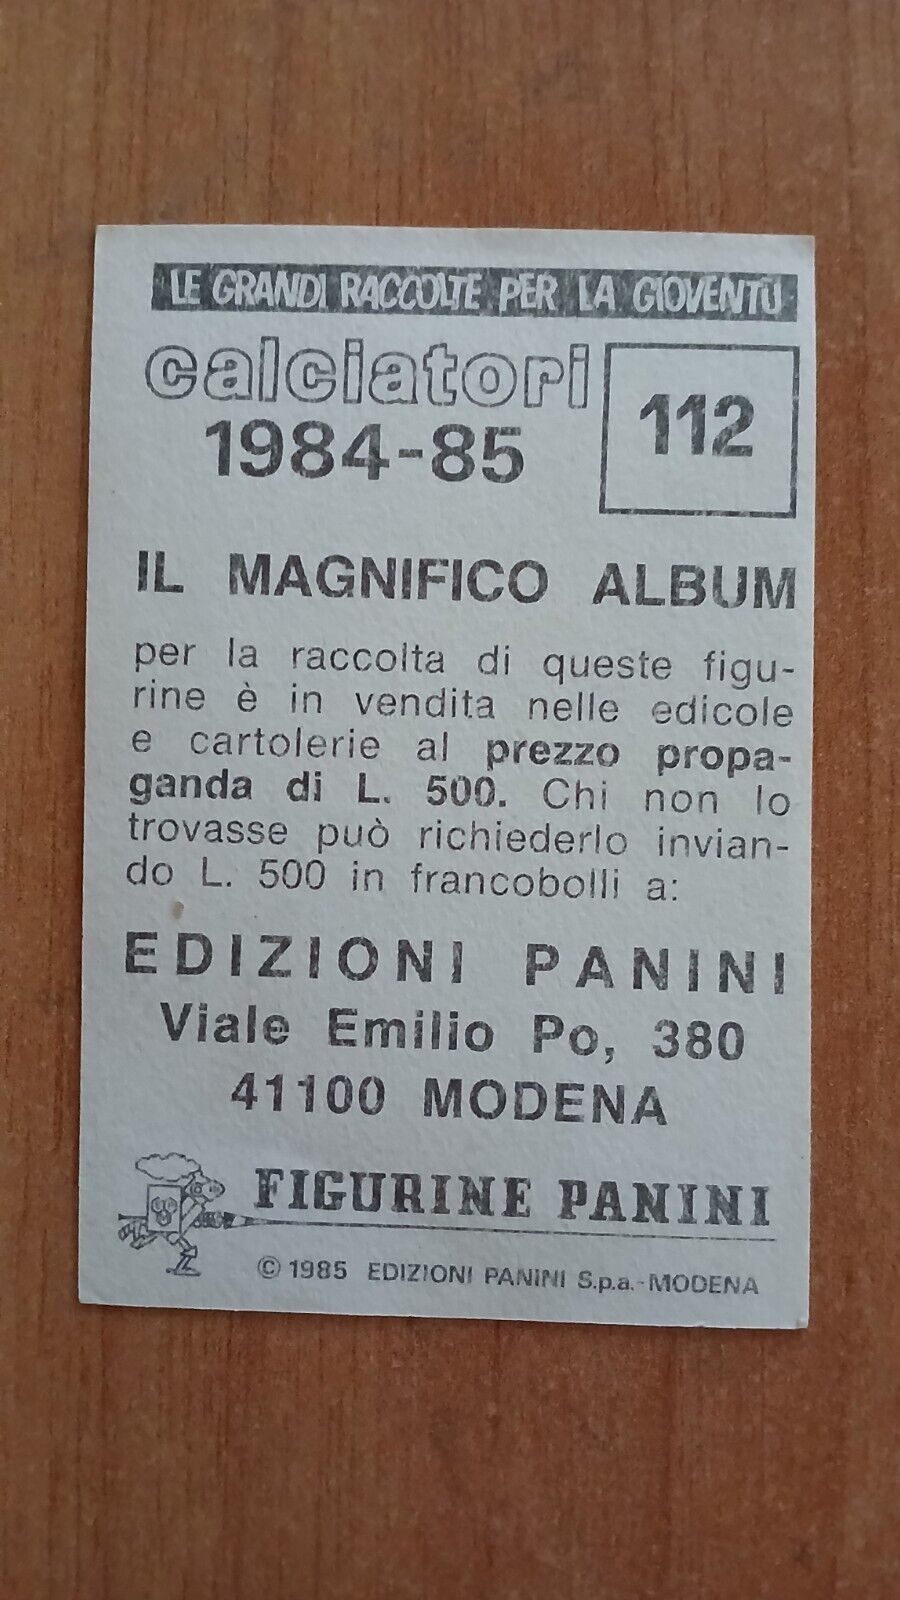 LE GRANDI RACCOLTE PER LA GIOVENTÙ
calciatori
1984-85
112
IL MAGNIFICO ALBUM
per la raccolta di queste figu-
rine è in vendita nelle edicole
e cartolerie al prezzo propa-
ganda di L. 500. Chi non lo
trovasse può richiederlo invian-
do L. 500 in francobolli a:
EDIZIONI PANINI
Viale Emilio Po, 380
41100 MODENA
FIGURINE PANINI
© 1985 EDIZIONI PANINI S.p.a.-MODENA